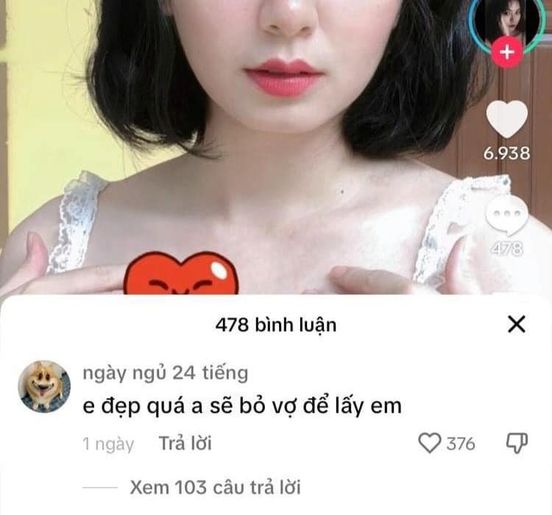 6.938
478
478 bình luận
ngày ngủ 24 tiếng
e đẹp quá a sẽ bỏ vợ để lấy em
1 ngày Trả lời 376
Xem 103 câu trả lời